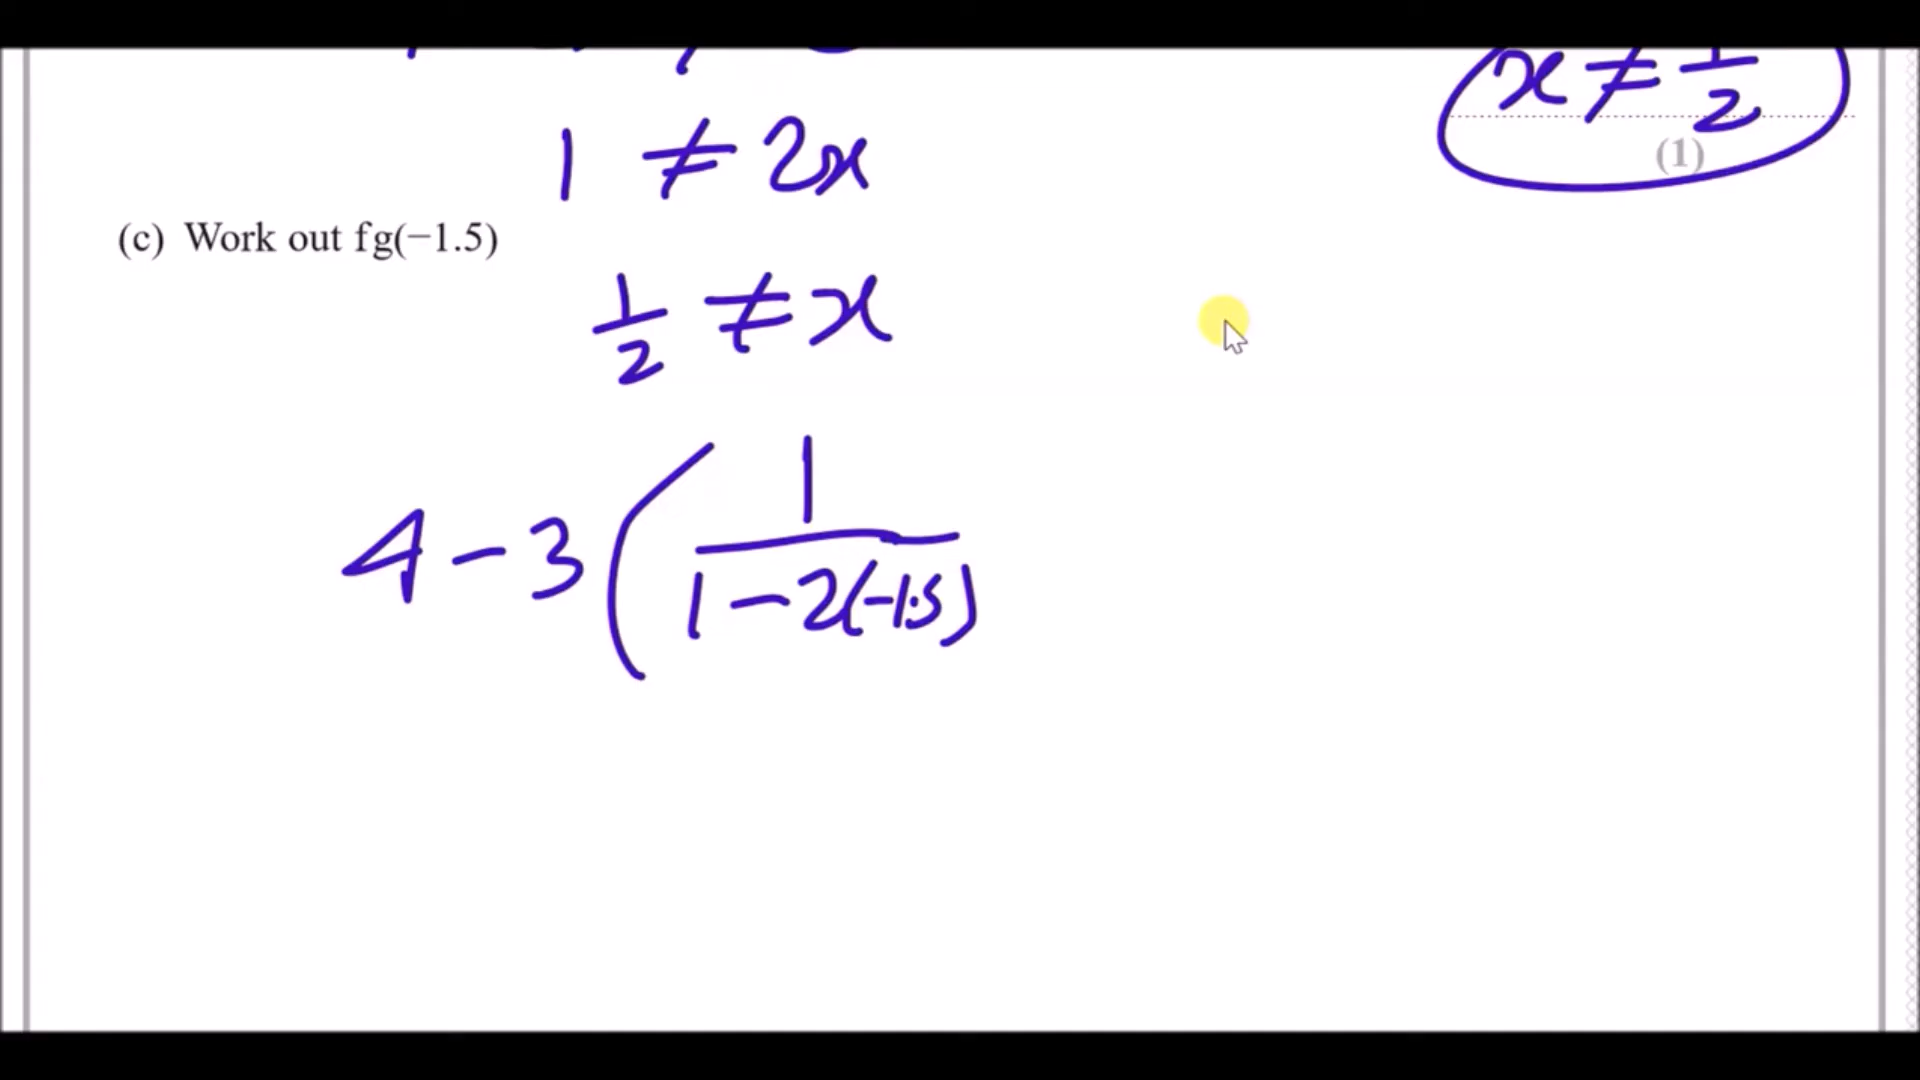 x ≠ 1/2
(1)
1 ≠ 2x
(c) Work out fg(−1.5)
1/2 ≠ x
4 − 3 ( 1 / 1 − 2(−1.5)